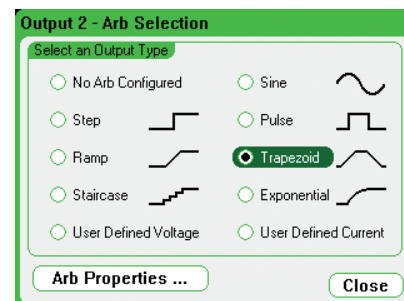 Output 2 - Arb Selection
Select an Output Type
No Arb Configured
Sine
Step
Pulse
Ramp
Trapezoid
Staircase
Exponential
User Defined Voltage
User Defined Current
Arb Properties ...
Close